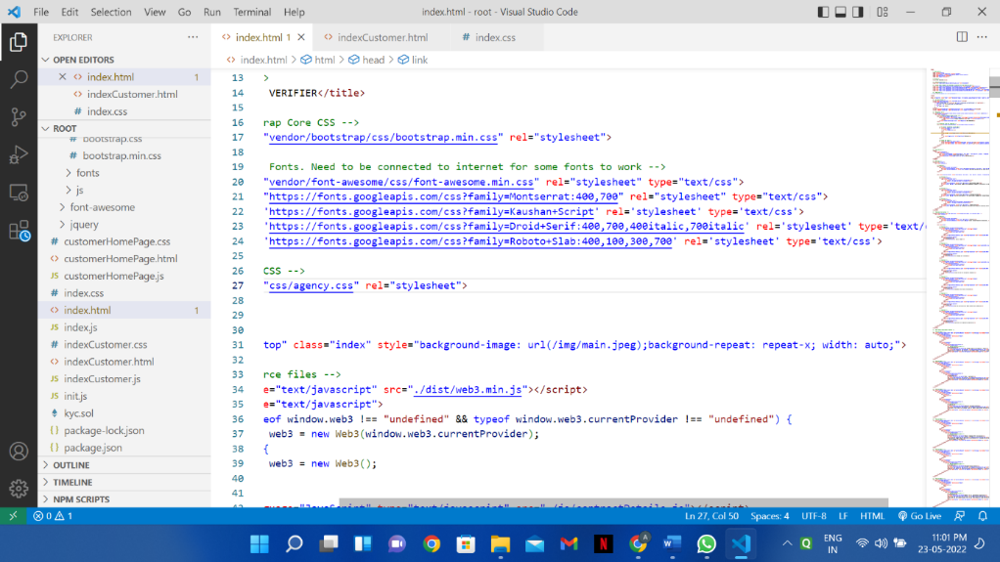 File Edit Selection View Go Run Terminal Help index.html - root - Visual Studio Code
EXPLORER ···
OPEN EDITORS
index.html 1
indexCustomer.html
index.css
ROOT
bootstrap.css
bootstrap.min.css
fonts
js
font-awesome
jquery
customerHomePage.css
customerHomePage.html
customerHomePage.js
index.css
index.html 1
index.js
indexCustomer.css
indexCustomer.html
indexCustomer.js
init.js
kyc.sol
package-lock.json
package.json
OUTLINE
TIMELINE
NPM SCRIPTS
index.html 1 indexCustomer.html index.css
index.html > html > head > link
13 >
14 VERIFIER</title>
15
16 rap Core CSS -->
17 "vendor/bootstrap/css/bootstrap.min.css" rel="stylesheet">
18
19 Fonts. Need to be connected to internet for some fonts to work -->
20 "vendor/font-awesome/css/font-awesome.min.css" rel="stylesheet" type="text/css">
21 "https://fonts.googleapis.com/css?family=Montserrat:400,700" rel="stylesheet" type="text/css">
22 'https://fonts.googleapis.com/css?family=Kaushan+Script' rel='stylesheet' type='text/css'>
23 'https://fonts.googleapis.com/css?family=Droid+Serif:400,700,400italic,700italic' rel='stylesheet' type='text/
24 'https://fonts.googleapis.com/css?family=Roboto+Slab:400,100,300,700' rel='stylesheet' type='text/css'>
25
26 CSS -->
27 "css/agency.css" rel="stylesheet">
28
29
30
31 top" class="index" style="background-image: url(/img/main.jpeg);background-repeat: repeat-x; width: auto;">
32
33 rce files -->
34 e="text/javascript" src="./dist/web3.min.js"></script>
35 e="text/javascript">
36 eof window.web3 !== "undefined" && typeof window.web3.currentProvider !== "undefined") {
37 web3 = new Web3(window.web3.currentProvider);
38 {
39 web3 = new Web3();
40
41
0 1 Ln 27, Col 50 Spaces: 4 UTF-8 LF HTML Go Live
ENG
IN
11:01 PM
23-05-2022